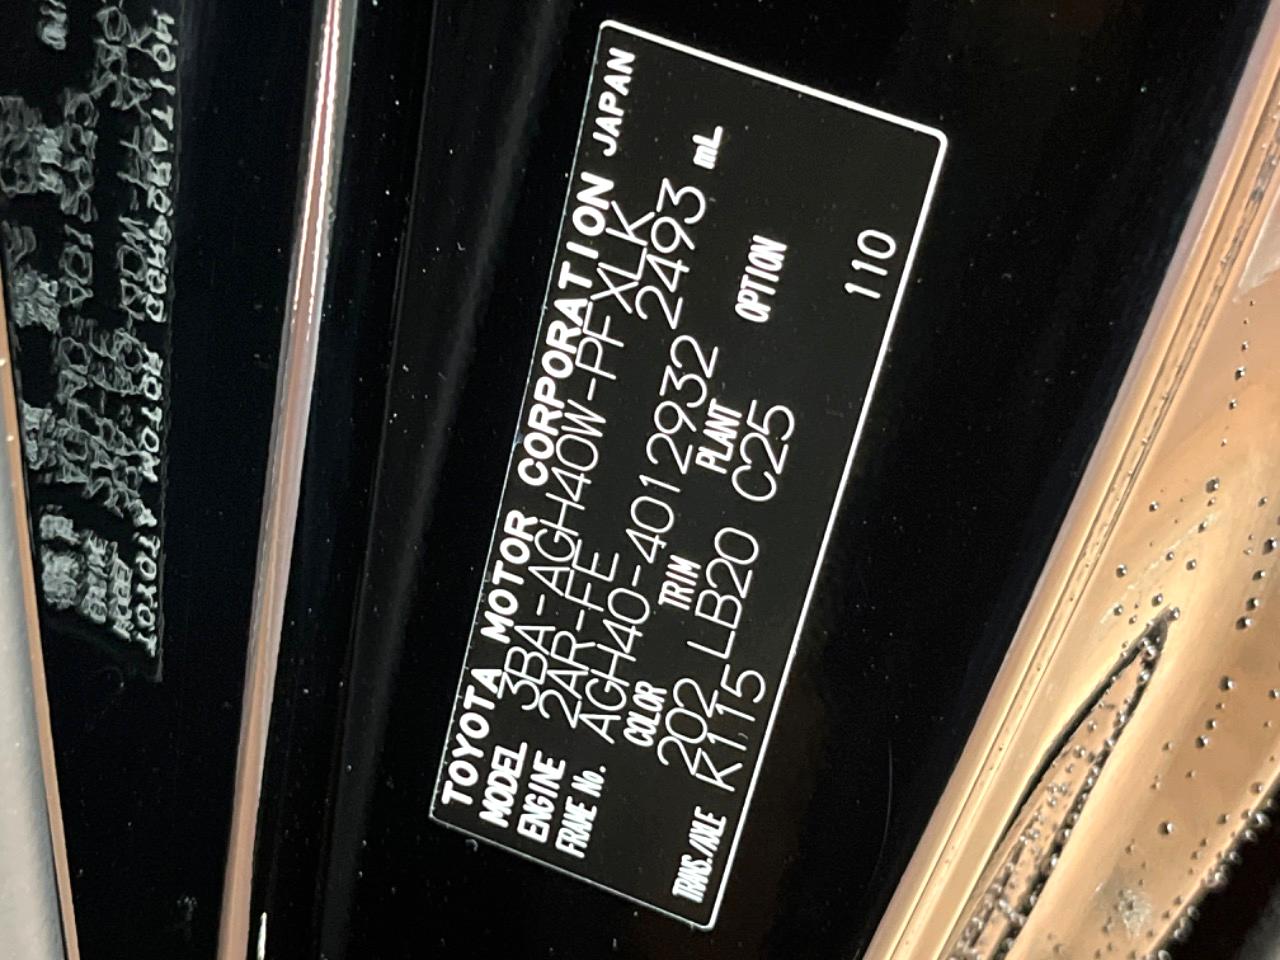 TOYOTA MOTOR CORPORATION JAPAN
MODEL 3BA-AGH40W-PFXLK
ENGINE 2AR-FE 2493 mL
FRAME No. AGH40-4012932
COLOR TRIM PLANT OPTION
202 LB20 C25
TRANS./AXLE K115 110